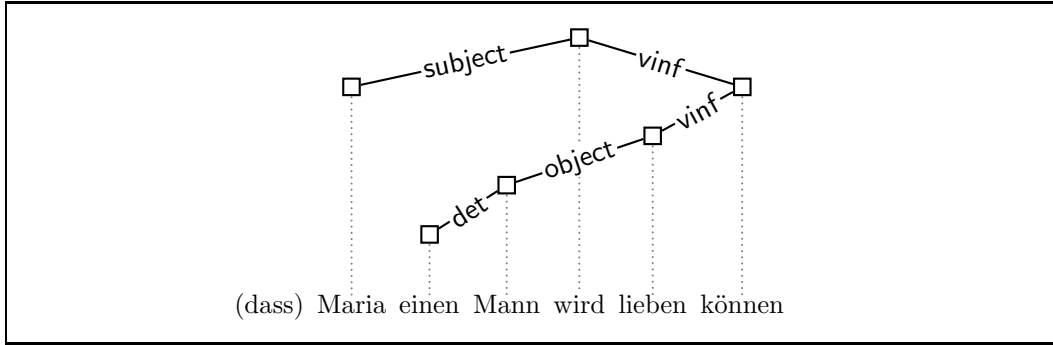 subject vinf
vinf
object
det
(dass) Maria einen Mann wird lieben können